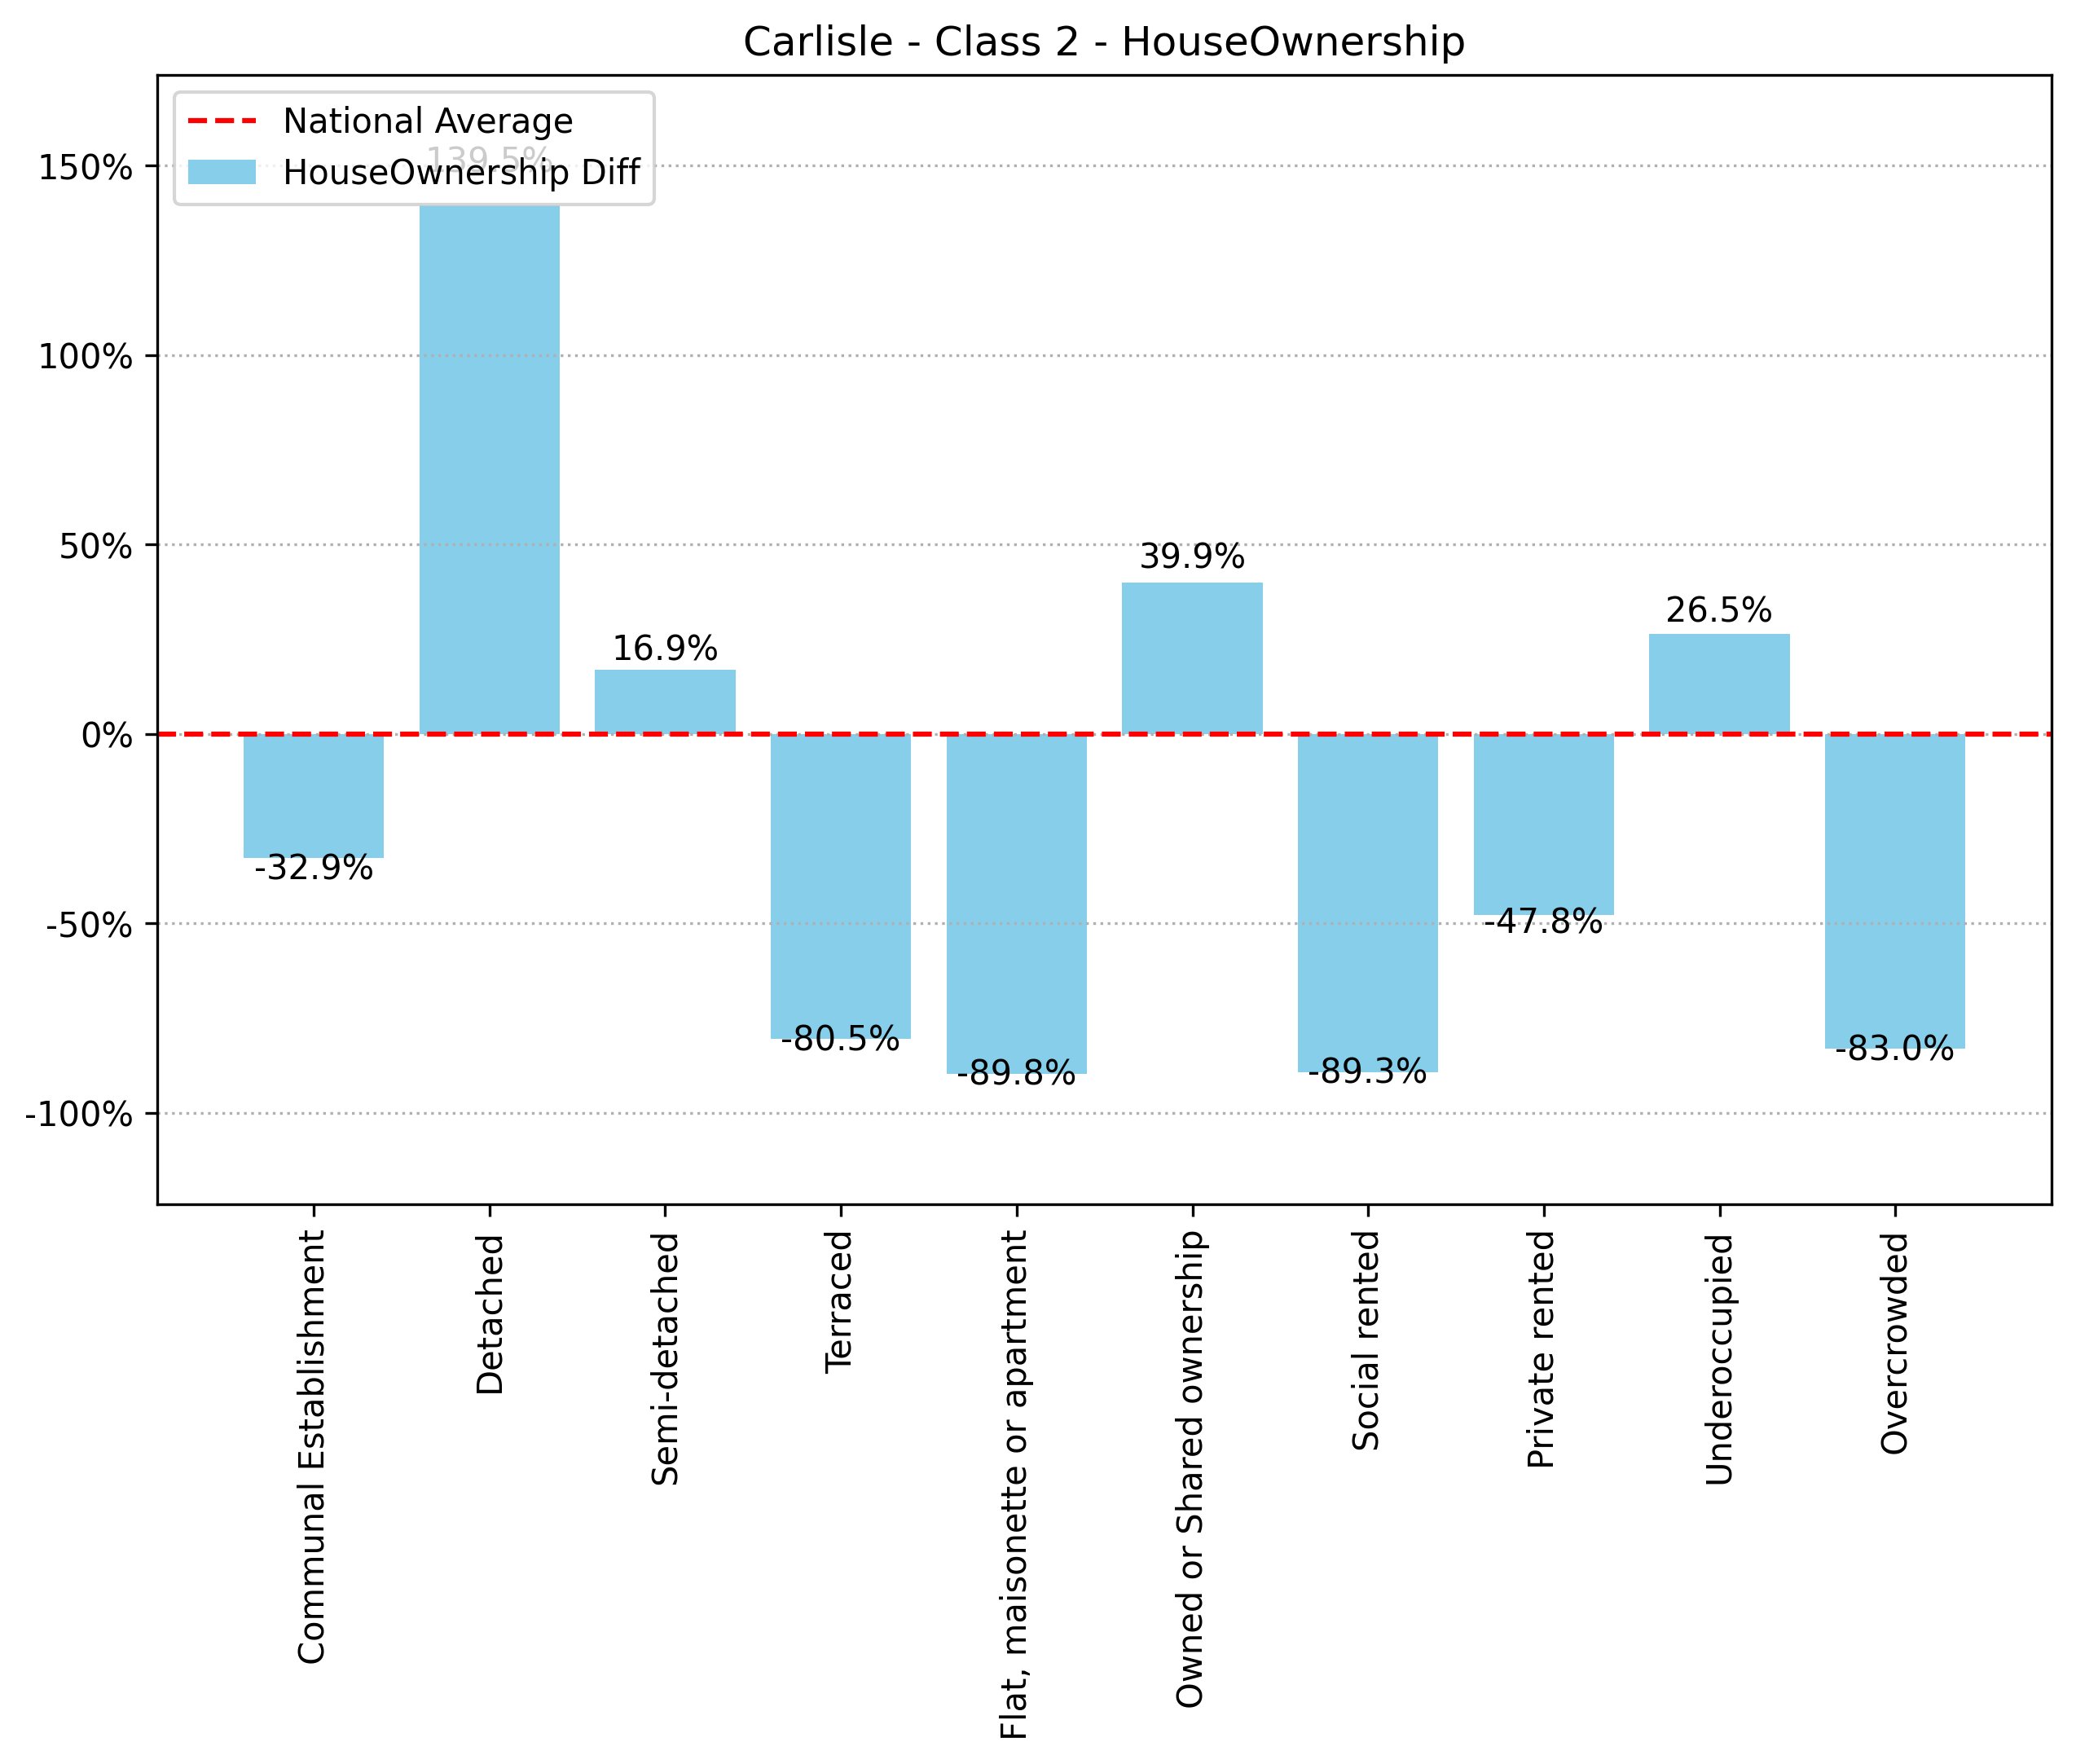 Carlisle - Class 2 - HouseOwnership
National Average
139.5%
HouseOwnership Diff
150%
100%
50%
0%
-50%
-100%
-32.9%
16.9%
-80.5%
-89.8%
39.9%
-89.3%
-47.8%
26.5%
-83.0%
Communal Establishment
Detached
Semi-detached
Terraced
Flat, maisonette or apartment
Owned or Shared ownership
Social rented
Private rented
Underoccupied
Overcrowded